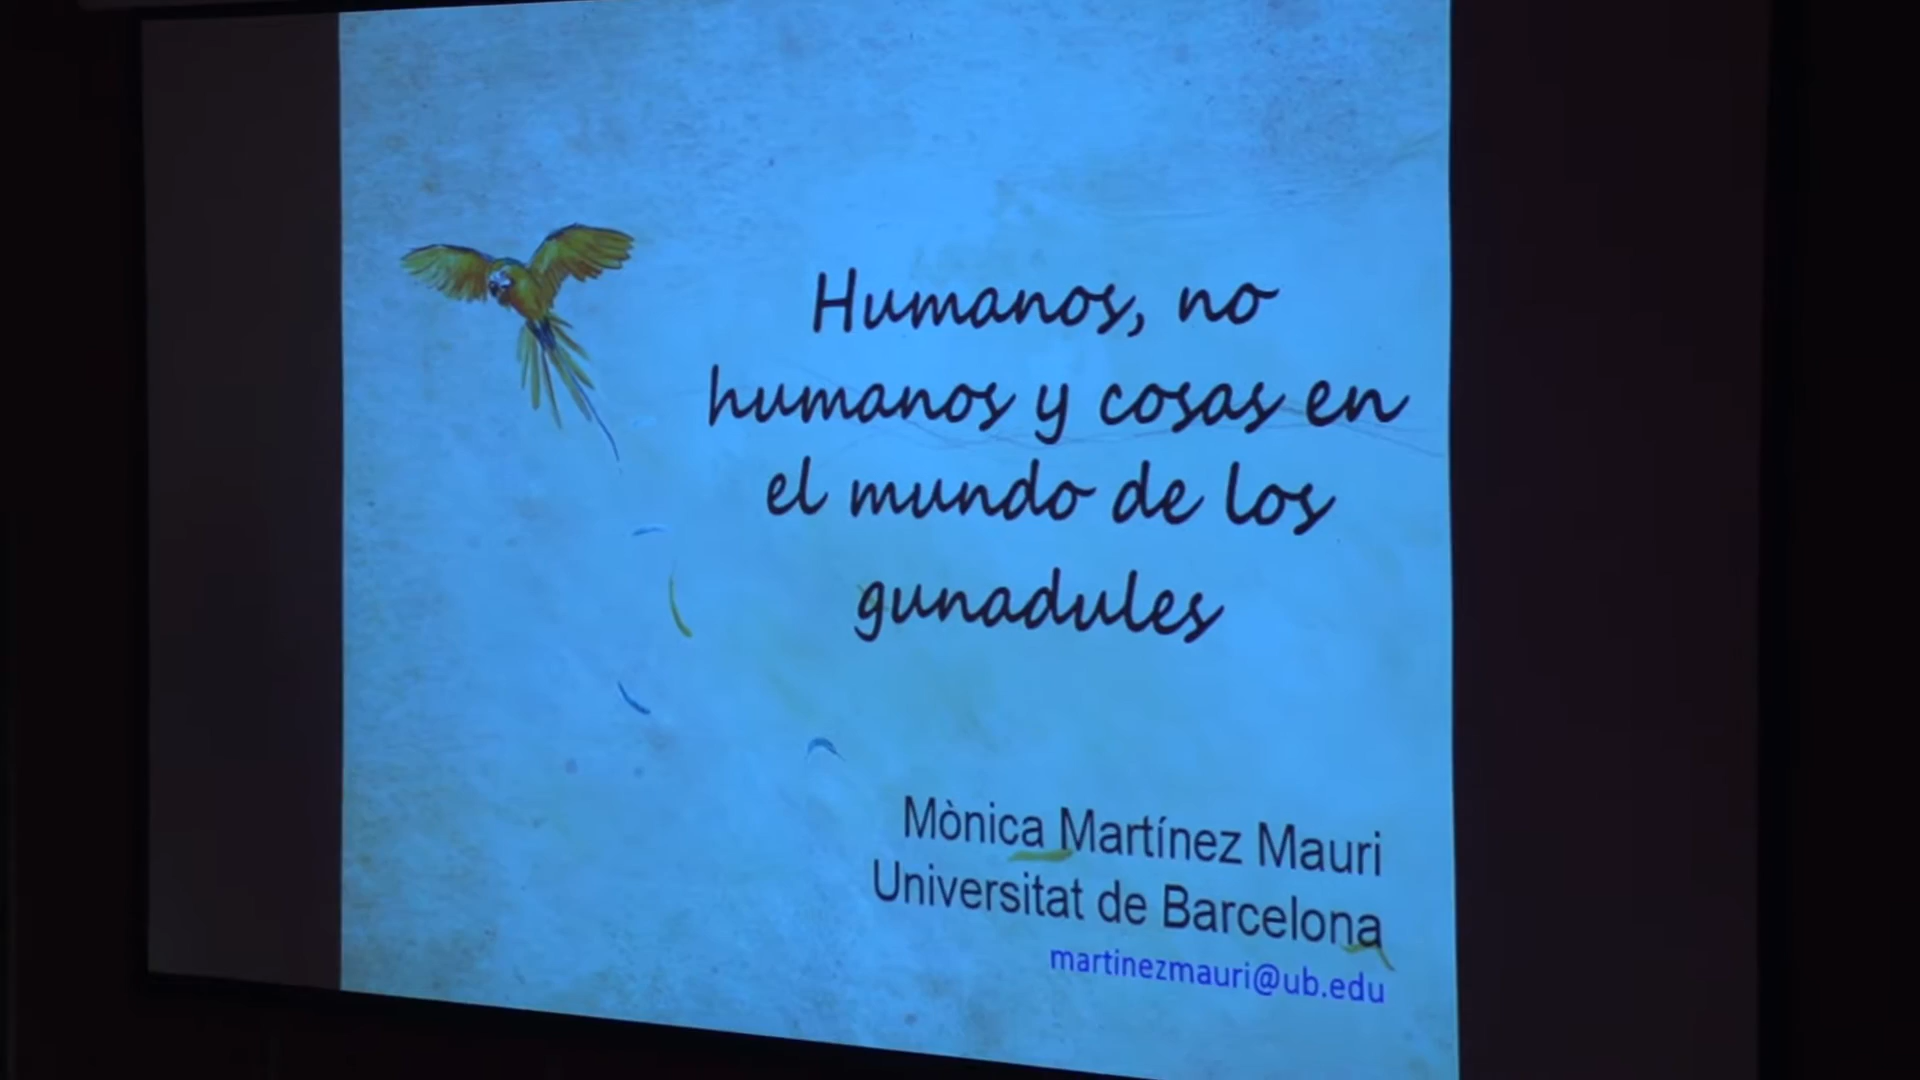 Humanos, no
humanos y cosas en
el mundo de los
gunadules
Mònica Martínez Mauri
Universitat de Barcelona
martinezmauri@ub.edu